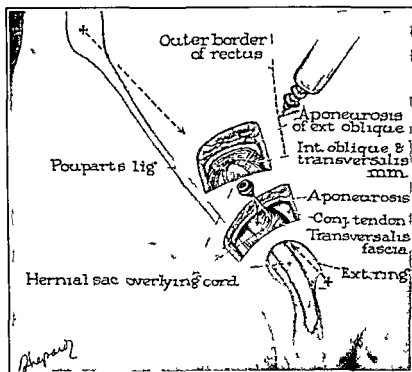 Outer border
of rectus
Aponeurosis
of ext oblique
Int. oblique &
transversalis
mm.
Pouparts lig
Aponeurosis
Conj. tendon
Transversalis
fascia
Hernial sac overlying cord
Ext. ring
Shepard